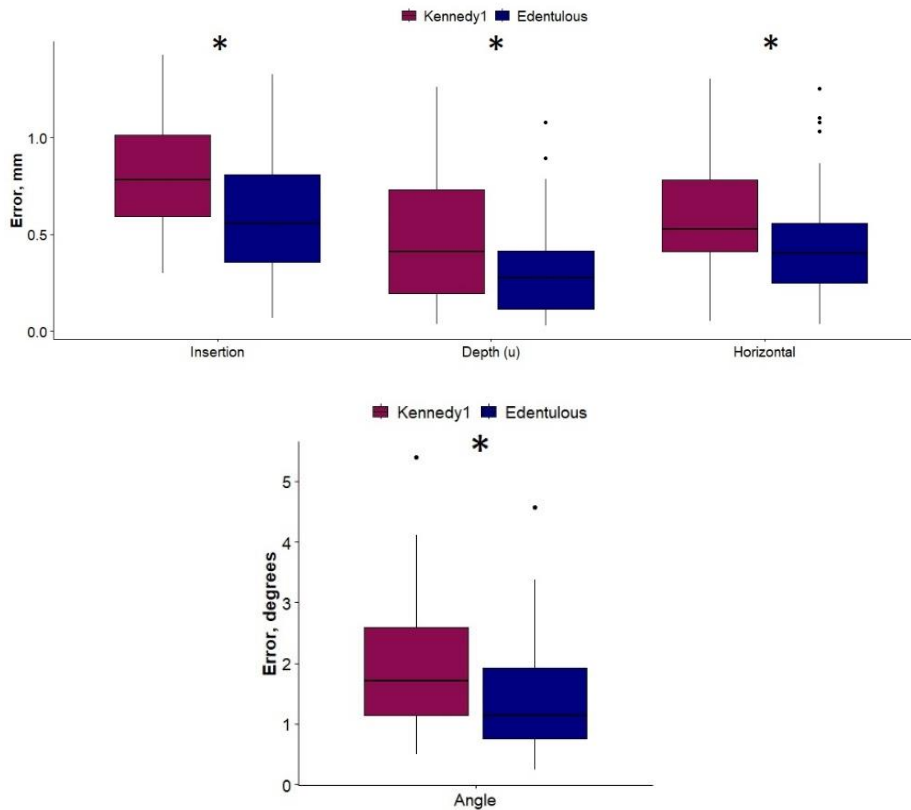 Kennedy1 Edentulous
* * *
Error, mm
1.0
0.5
0.0
Insertion Depth (u) Horizontal
Kennedy1 Edentulous
*
Error, degrees
5
4
3
2
1
0
Angle